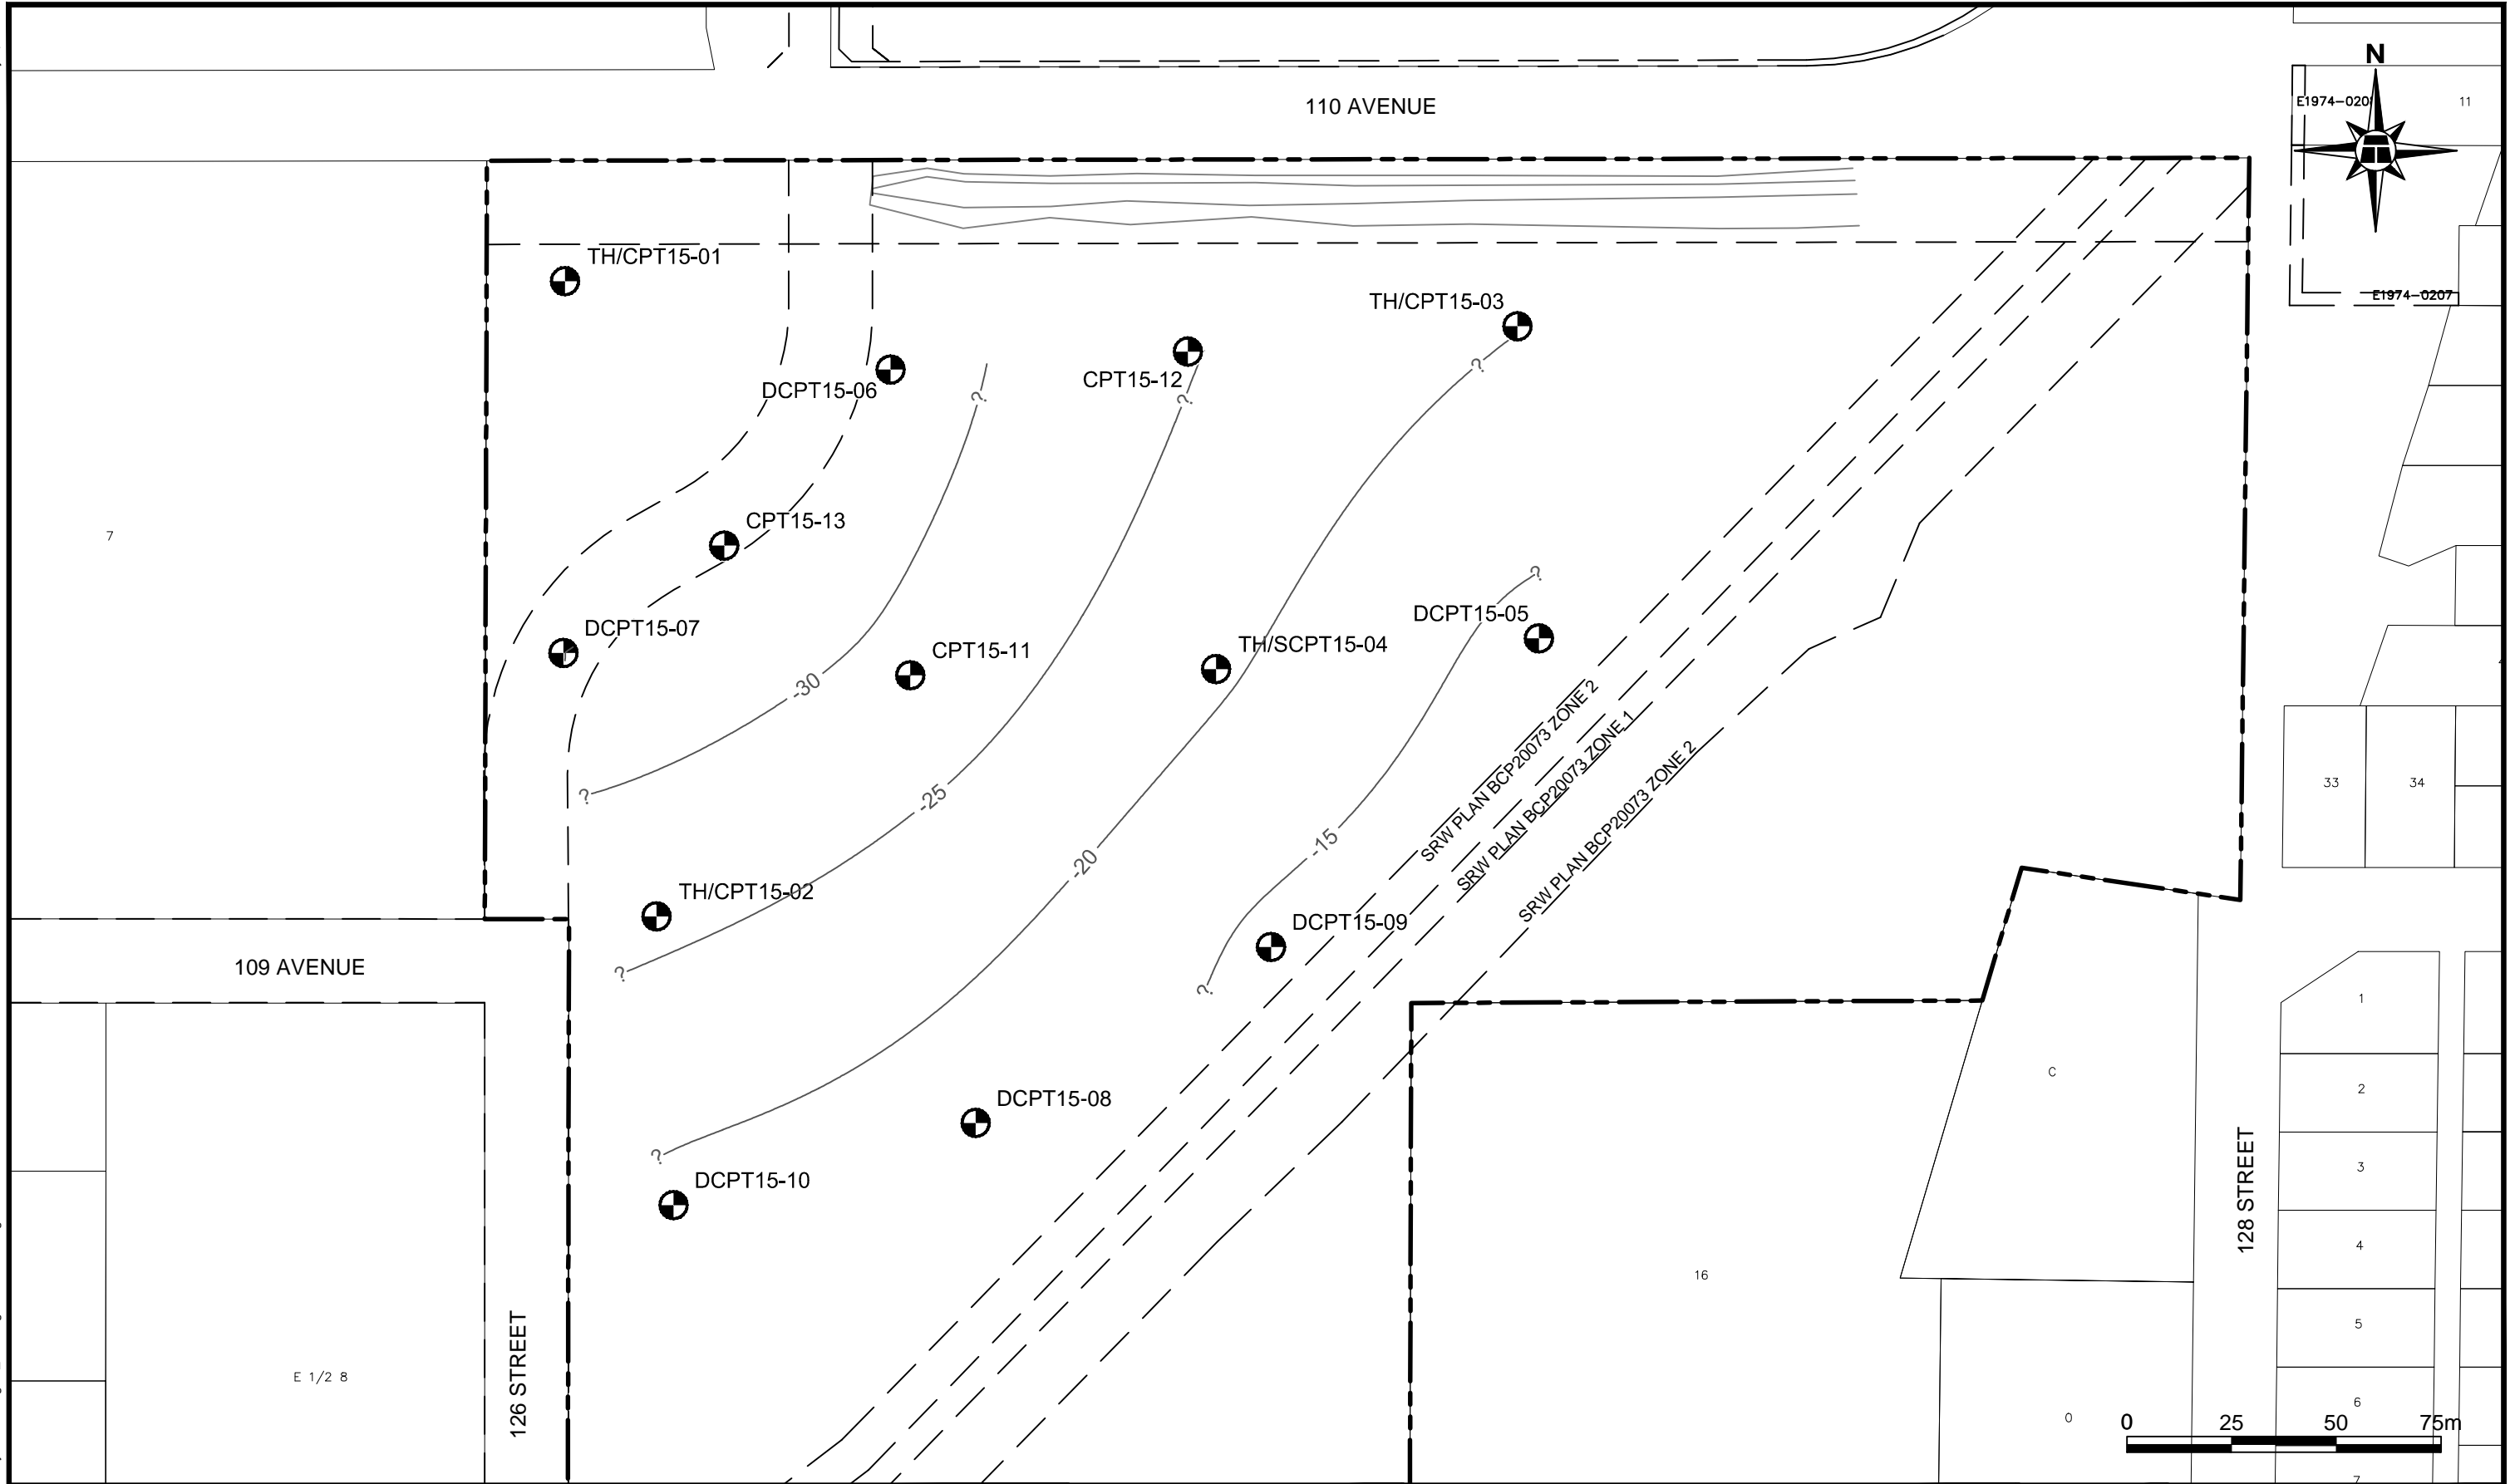 N
110 AVENUE
11
E1974-0207
TH/CPT15-01
TH/CPT15-03
CPT15-12
DCPT15-06
?
?
?
CPT15-13
7
?
DCPT15-05
DCPT15-07
TH/SCPT15-04
CPT15-11
-30
SRW PLAN BCP20073 ZONE 2
SRW PLAN BCP20073 ZONE 1
SRW PLAN BCP20073 ZONE 2
33
34
?
-25
-15
-20
TH/CPT15-02
DCPT15-09
109 AVENUE
?
?
1
C
2
DCPT15-08
?
3
DCPT15-10
128 STREET
4
16
5
E 1/2 8
126 STREET
6
0
0 25 50 75m
7